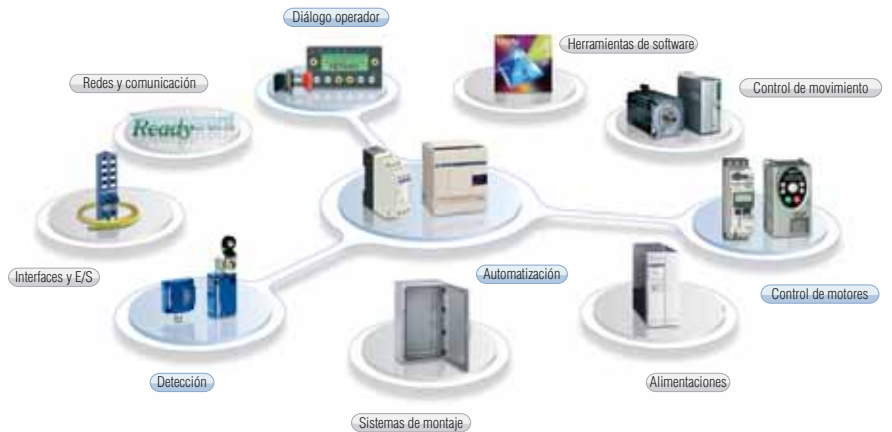 Diálogo operador
Herramientas de software
Redes y comunicación
Control de movimiento
Ready
Interfaces y E/S
Automatización
Control de motores
Detección
Alimentaciones
Sistemas de montaje